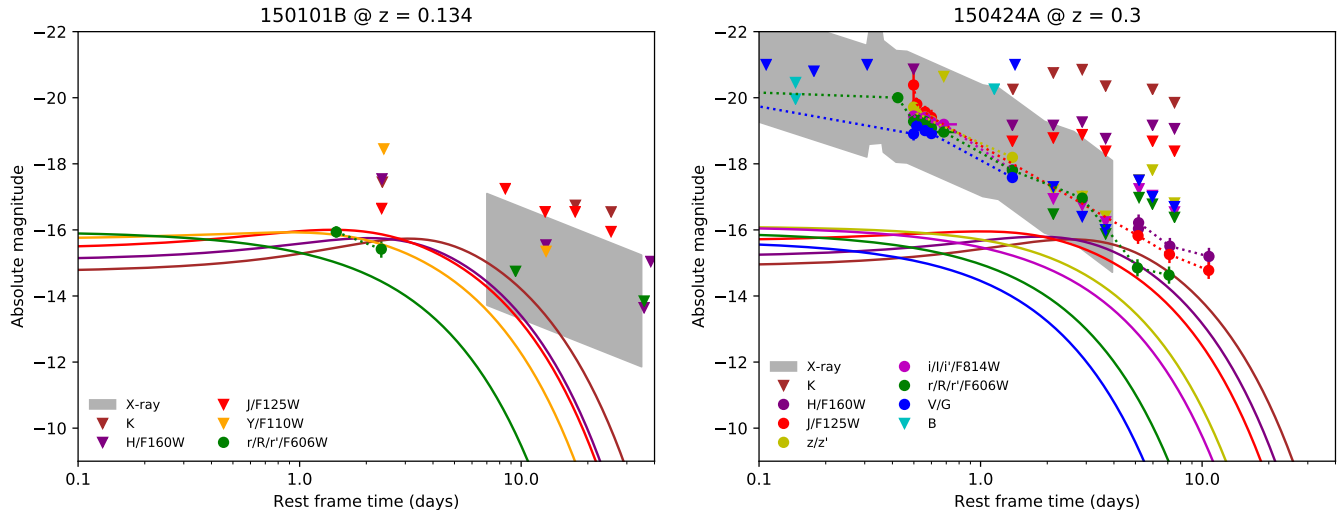 150101B @ z = 0.134
−22
−20
−18
−16
−14
−12
−10
Absolute magnitude
X-ray
K
H/F160W
J/F125W
Y/F110W
r/R/r'/F606W
0.1
1.0
10.0
Rest frame time (days)
150424A @ z = 0.3
−22
−20
−18
−16
−14
−12
−10
Absolute magnitude
X-ray
K
H/F160W
J/F125W
z/z'
i/I/i'/F814W
r/R/r'/F606W
V/G
B
0.1
1.0
10.0
Rest frame time (days)